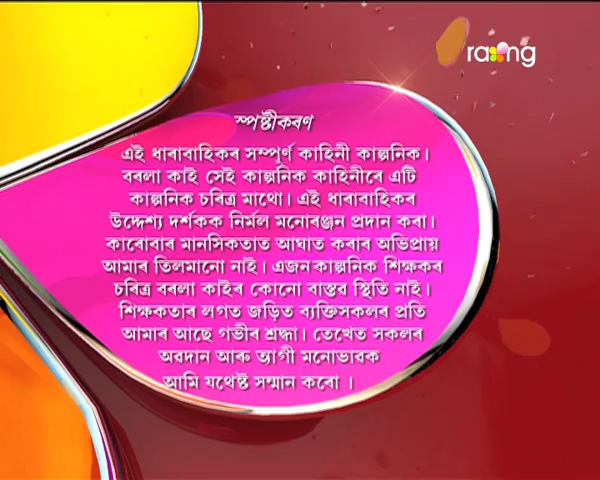 rang
স্পষ্টীকৰণ
এই ধাৰাবাহিকৰ সম্পূৰ্ণ কাহিনী কাল্পনিক।
বৰলা কাই সেই কাল্পনিক কাহিনীৰে এটি
কাল্পনিক চৰিত্ৰ মাথো। এই ধাৰাবাহিকৰ
উদ্দেশ্য দৰ্শকক নিৰ্মল মনোৰঞ্জন প্ৰদান কৰা।
কাৰোবাৰ মানসিকতাত আঘাত কৰাৰ অভিপ্ৰায়
আমাৰ তিলমানো নাই। এজন কাল্পনিক শিক্ষকৰ
চৰিত্ৰ বৰলা কাইৰ কোনো বাস্তৱ স্থিতি নাই।
শিক্ষকতাৰ লগত জড়িত ব্যক্তিসকলৰ প্ৰতি
আমাৰ আছে গভীৰ শ্ৰদ্ধা। তেখেত সকলৰ
অৱদান আৰু ত্যাগী মনোভাৱক
আমি যথেষ্ট সন্মান কৰো ।